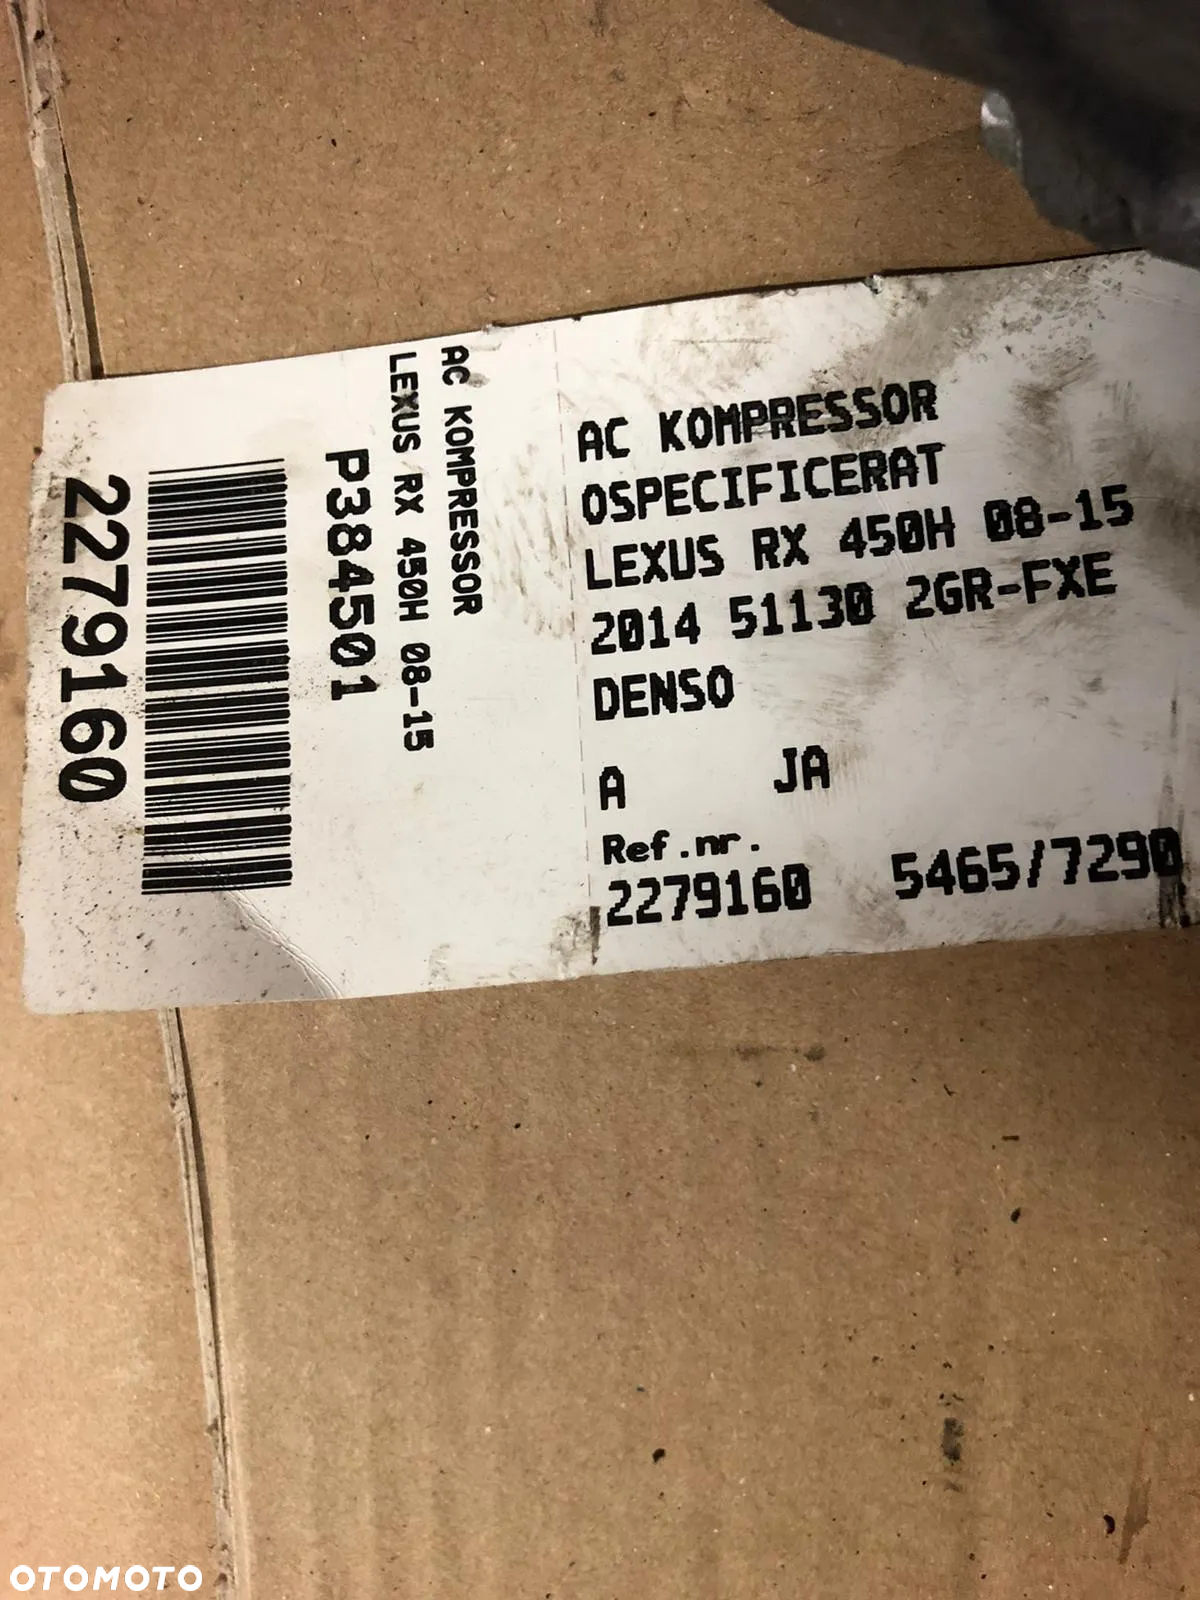 AC KOMPRESSOR
OSPECIFICERAT
LEXUS RX 450H 08-15
2014 51130 2GR-FXE
DENSO
A JA
Ref.nr.
2279160 5465/7290
AC KOMPRESSOR
LEXUS RX 450H 08-15
P384501
2279160
OTOMOTO